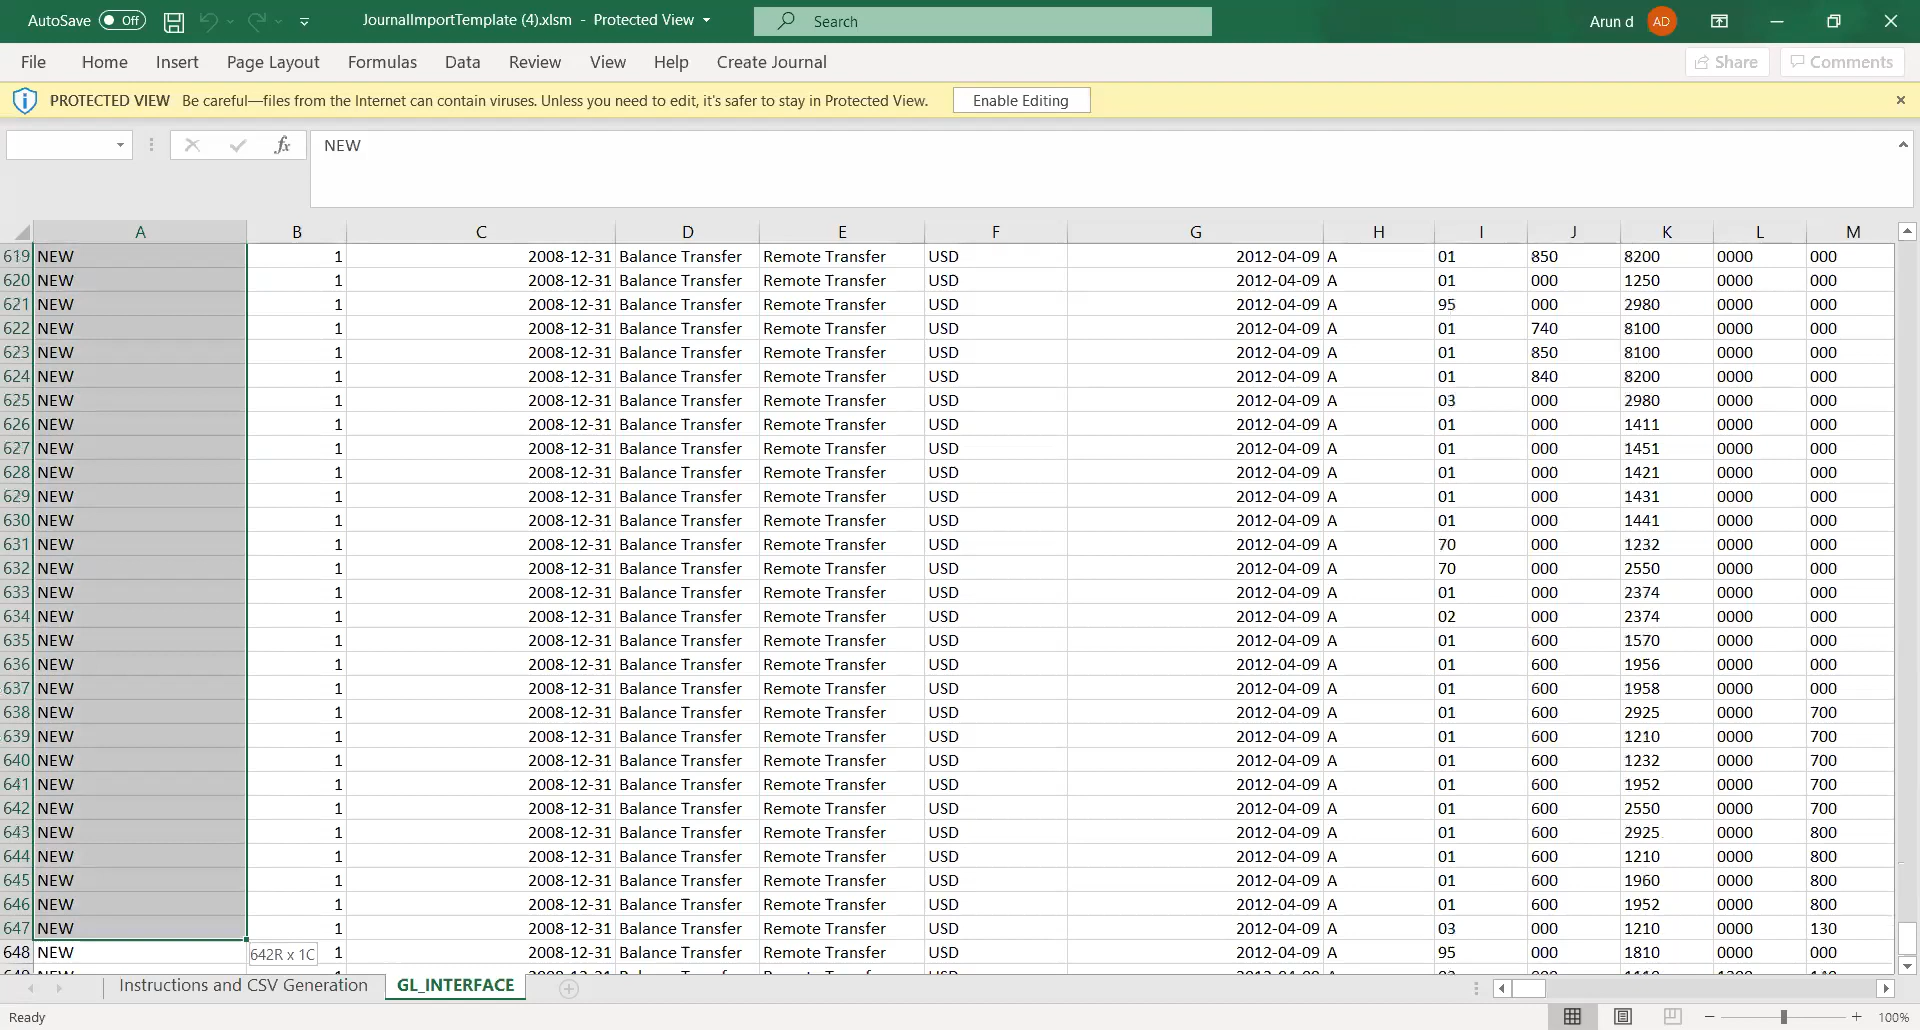 AutoSave Off JournalImportTemplate (4).xlsm - Protected View Search Arun d AD
File Home Insert Page Layout Formulas Data Review View Help Create Journal Share Comments
PROTECTED VIEW Be careful—files from the Internet can contain viruses. Unless you need to edit, it's safer to stay in Protected View. Enable Editing
fx NEW
A B C D E F G H I J K L M
619 NEW 1 2008-12-31 Balance Transfer Remote Transfer USD 2012-04-09 A 01 850 8200 0000 000
620 NEW 1 2008-12-31 Balance Transfer Remote Transfer USD 2012-04-09 A 01 000 1250 0000 000
621 NEW 1 2008-12-31 Balance Transfer Remote Transfer USD 2012-04-09 A 95 000 2980 0000 000
622 NEW 1 2008-12-31 Balance Transfer Remote Transfer USD 2012-04-09 A 01 740 8100 0000 000
623 NEW 1 2008-12-31 Balance Transfer Remote Transfer USD 2012-04-09 A 01 850 8100 0000 000
624 NEW 1 2008-12-31 Balance Transfer Remote Transfer USD 2012-04-09 A 01 840 8200 0000 000
625 NEW 1 2008-12-31 Balance Transfer Remote Transfer USD 2012-04-09 A 03 000 2980 0000 000
626 NEW 1 2008-12-31 Balance Transfer Remote Transfer USD 2012-04-09 A 01 000 1411 0000 000
627 NEW 1 2008-12-31 Balance Transfer Remote Transfer USD 2012-04-09 A 01 000 1451 0000 000
628 NEW 1 2008-12-31 Balance Transfer Remote Transfer USD 2012-04-09 A 01 000 1421 0000 000
629 NEW 1 2008-12-31 Balance Transfer Remote Transfer USD 2012-04-09 A 01 000 1431 0000 000
630 NEW 1 2008-12-31 Balance Transfer Remote Transfer USD 2012-04-09 A 01 000 1441 0000 000
631 NEW 1 2008-12-31 Balance Transfer Remote Transfer USD 2012-04-09 A 70 000 1232 0000 000
632 NEW 1 2008-12-31 Balance Transfer Remote Transfer USD 2012-04-09 A 70 000 2550 0000 000
633 NEW 1 2008-12-31 Balance Transfer Remote Transfer USD 2012-04-09 A 01 000 2374 0000 000
634 NEW 1 2008-12-31 Balance Transfer Remote Transfer USD 2012-04-09 A 02 000 2374 0000 000
635 NEW 1 2008-12-31 Balance Transfer Remote Transfer USD 2012-04-09 A 01 600 1570 0000 000
636 NEW 1 2008-12-31 Balance Transfer Remote Transfer USD 2012-04-09 A 01 600 1956 0000 000
637 NEW 1 2008-12-31 Balance Transfer Remote Transfer USD 2012-04-09 A 01 600 1958 0000 000
638 NEW 1 2008-12-31 Balance Transfer Remote Transfer USD 2012-04-09 A 01 600 2925 0000 700
639 NEW 1 2008-12-31 Balance Transfer Remote Transfer USD 2012-04-09 A 01 600 1210 0000 700
640 NEW 1 2008-12-31 Balance Transfer Remote Transfer USD 2012-04-09 A 01 600 1232 0000 700
641 NEW 1 2008-12-31 Balance Transfer Remote Transfer USD 2012-04-09 A 01 600 1952 0000 700
642 NEW 1 2008-12-31 Balance Transfer Remote Transfer USD 2012-04-09 A 01 600 2550 0000 700
643 NEW 1 2008-12-31 Balance Transfer Remote Transfer USD 2012-04-09 A 01 600 2925 0000 800
644 NEW 1 2008-12-31 Balance Transfer Remote Transfer USD 2012-04-09 A 01 600 1210 0000 800
645 NEW 1 2008-12-31 Balance Transfer Remote Transfer USD 2012-04-09 A 01 600 1960 0000 800
646 NEW 1 2008-12-31 Balance Transfer Remote Transfer USD 2012-04-09 A 01 600 1952 0000 800
647 NEW 1 2008-12-31 Balance Transfer Remote Transfer USD 2012-04-09 A 03 000 1210 0000 130
648 NEW 642R x 1C 1 2008-12-31 Balance Transfer Remote Transfer USD 2012-04-09 A 95 000 1810 0000 000
Instructions and CSV Generation GL_INTERFACE
Ready 100%